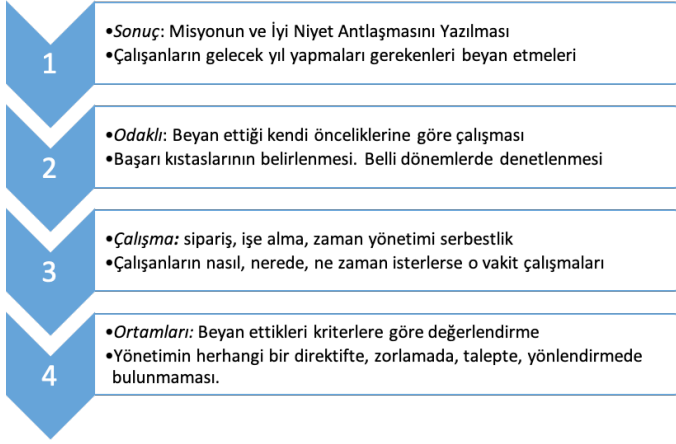 1
•Sonuç: Misyonun ve İyi Niyet Antlaşmasını Yazılması
•Çalışanların gelecek yıl yapmaları gerekenleri beyan etmeleri
2
•Odaklı: Beyan ettiği kendi önceliklerine göre çalışması
•Başarı kıstaslarının belirlenmesi. Belli dönemlerde denetlenmesi
3
•Çalışma: sipariş, işe alma, zaman yönetimi serbestlik
•Çalışanların nasıl, nerede, ne zaman isterlerse o vakit çalışmaları
4
•Ortamları: Beyan ettikleri kriterlere göre değerlendirme
•Yönetimin herhangi bir direktifte, zorlamada, talepte, yönlendirmede
bulunmaması.